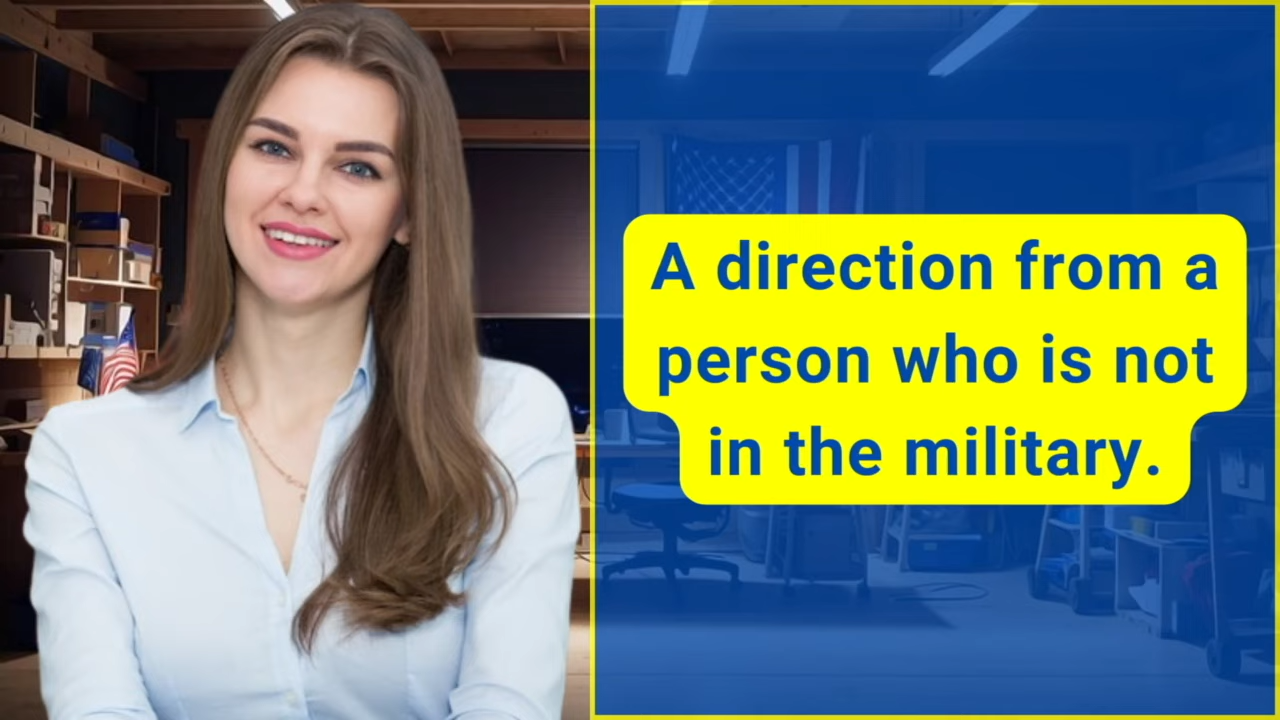 A direction from a
person who is not
in the military.